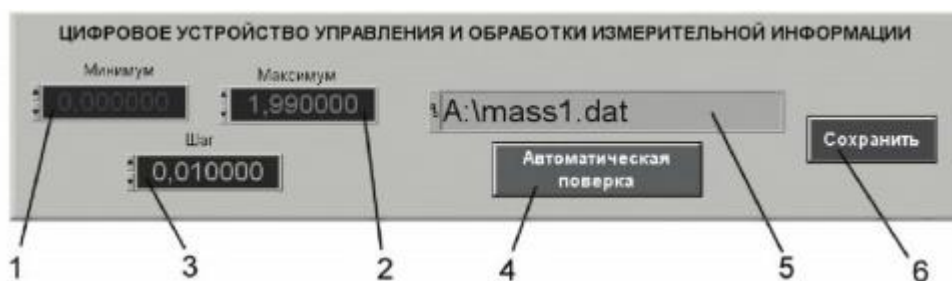 ЦИФРОВОЕ УСТРОЙСТВО УПРАВЛЕНИЯ И ОБРАБОТКИ ИЗМЕРИТЕЛЬНОЙ ИНФОРМАЦИИ
Минимум
Максимум
0,000000
1,990000
A:\mass1.dat
Сохранить
Шаг
Автоматическая
поверка
0,010000
1 3 2 4 5 6